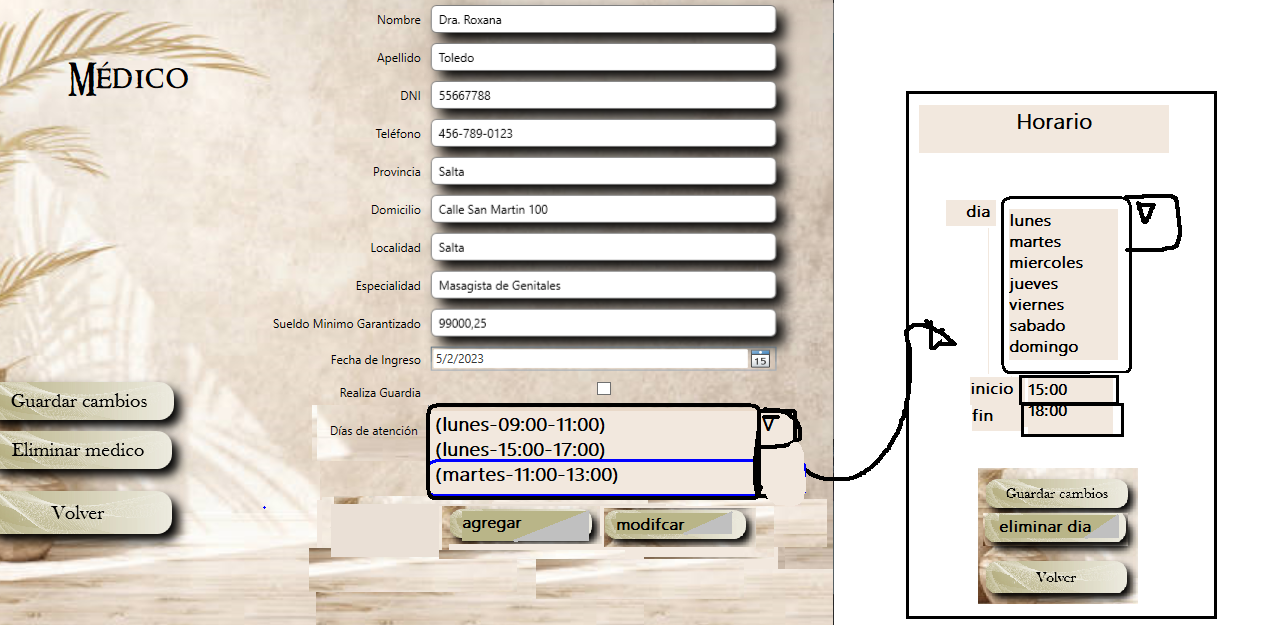 MÉDICO
Nombre Dra. Roxana
Apellido Toledo
DNI 55667788
Teléfono 456-789-0123
Provincia Salta
Domicilio Calle San Martin 100
Localidad Salta
Especialidad Masagista de Genitales
Sueldo Minimo Garantizado 99000,25
Fecha de Ingreso 5/2/2023 15
Realiza Guardia
Días de atención (lunes-09:00-11:00)
(lunes-15:00-17:00)
(martes-11:00-13:00)
agregar modifcar
Guardar cambios
Eliminar medico
Volver
Horario
dia lunes
martes
miercoles
jueves
viernes
sabado
domingo
inicio 15:00
fin 18:00
Guardar cambios
eliminar dia
Volver